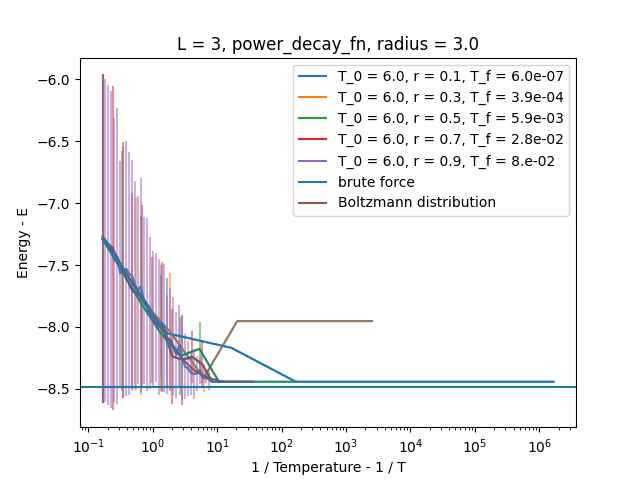 L = 3, power_decay_fn, radius = 3.0
T_0 = 6.0, r = 0.1, T_f = 6.0e-07
T_0 = 6.0, r = 0.3, T_f = 3.9e-04
T_0 = 6.0, r = 0.5, T_f = 5.9e-03
T_0 = 6.0, r = 0.7, T_f = 2.8e-02
T_0 = 6.0, r = 0.9, T_f = 8.e-02
brute force
Boltzmann distribution
Energy - E
−6.0
−6.5
−7.0
−7.5
−8.0
−8.5
10⁻¹ 10⁰ 10¹ 10² 10³ 10⁴ 10⁵ 10⁶
1 / Temperature - 1 / T